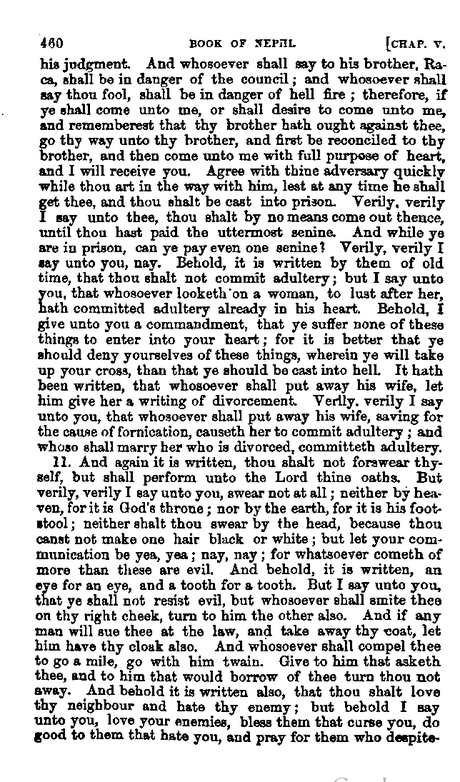 460 BOOK OF NEPHI. [CHAP. V.
his judgment. And whosoever shall say to his brother, Ra-
ca, shall be in danger of the council; and whosoever shall
say thou fool, shall be in danger of hell fire; therefore, if
ye shall come unto me, or shall desire to come unto me,
and rememberest that thy brother hath ought against thee,
go thy way unto thy brother, and first be reconciled to thy
brother, and then come unto me with full purpose of heart,
and I will receive you. Agree with thine adversary quickly
while thou art in the way with him, lest at any time he shall
get thee, and thou shalt be cast into prison. Verily, verily
I say unto thee, thou shalt by no means come out thence,
until thou hast paid the uttermost senine. And while ye
are in prison, can ye pay even one senine? Verily, verily I
say unto you, nay. Behold, it is written by them of old
time, that thou shalt not commit adultery; but I say unto
you, that whosoever looketh on a woman, to lust after her,
hath committed adultery already in his heart. Behold, I
give unto you a commandment, that ye suffer none of these
things to enter into your heart; for it is better that ye
should deny yourselves of these things, wherein ye will take
up your cross, than that ye should be cast into hell. It hath
been written, that whosoever shall put away his wife, let
him give her a writing of divorcement. Verily, verily I say
unto you, that whosoever shall put away his wife, saving for
the cause of fornication, causeth her to commit adultery; and
whoso shall marry her who is divorced, committeth adultery.
11. And again it is written, thou shalt not forswear thy-
self, but shall perform unto the Lord thine oaths. But
verily, verily I say unto you, swear not at all; neither by hea-
ven, for it is God's throne; nor by the earth, for it is his foot-
stool; neither shalt thou swear by the head, because thou
canst not make one hair black or white; but let your com-
munication be yea, yea; nay, nay; for whatsoever cometh of
more than these are evil. And behold, it is written, an
eye for an eye, and a tooth for a tooth. But I say unto you,
that ye shall not resist evil, but whosoever shall smite thee
on thy right cheek, turn to him the other also. And if any
man will sue thee at the law, and take away thy coat, let
him have thy cloak also. And whosoever shall compel thee
to go a mile, go with him twain. Give to him that asketh
thee, and to him that would borrow of thee turn thou not
away. And behold it is written also, that thou shalt love
thy neighbour and hate thy enemy; but behold I say
unto you, love your enemies, bless them that curse you, do
good to them that hate you, and pray for them who despite-